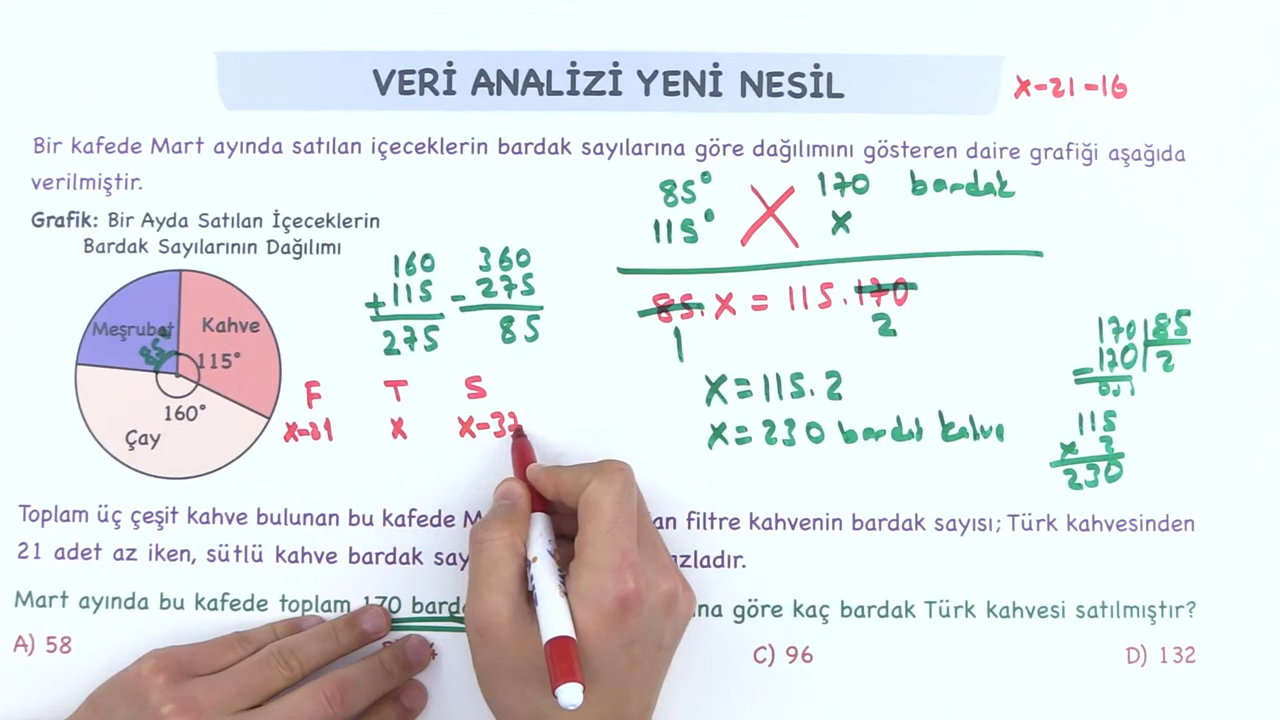 VERİ ANALİZİ YENİ NESİL
x-21-16
Bir kafede Mart ayında satılan içeceklerin bardak sayılarına göre dağılımını gösteren daire grafiği aşağıda
verilmiştir.
Grafik: Bir Ayda Satılan İçeceklerin
Bardak Sayılarının Dağılımı
Meşrubat
Kahve
85°
115°
160°
Çay
160
+115
275
360
-275
85
85° 170 bardak
115° x
85.x = 115.170
1 2
x = 115.2
x = 230 bardak kahve
170 85
-170 2
115
x 2
230
F T S
x-21 x
Toplam üç çeşit kahve bulunan bu kafede filtre kahvenin bardak sayısı; Türk kahvesinden
21 adet az iken, sütlü kahve bardak
Mart ayında bu kafede toplam 170 göre kaç bardak Türk kahvesi satılmıştır?
A) 58
C) 96
D) 132